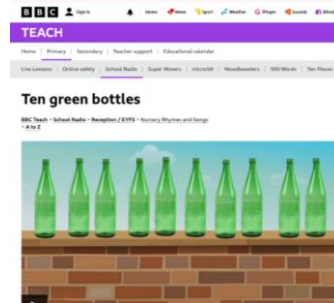 BBC Sign in Home News Sport Weather iPlayer Sounds
TEACH
Home Primary Secondary Teacher support Educational calendar
Live Lessons Online safety School Radio Super Movers micro:bit Moodboosters 500 Words Ten Pieces
Ten green bottles
BBC Teach > School Radio > Reception / EYFS > Nursery Rhymes and Songs
> A to Z